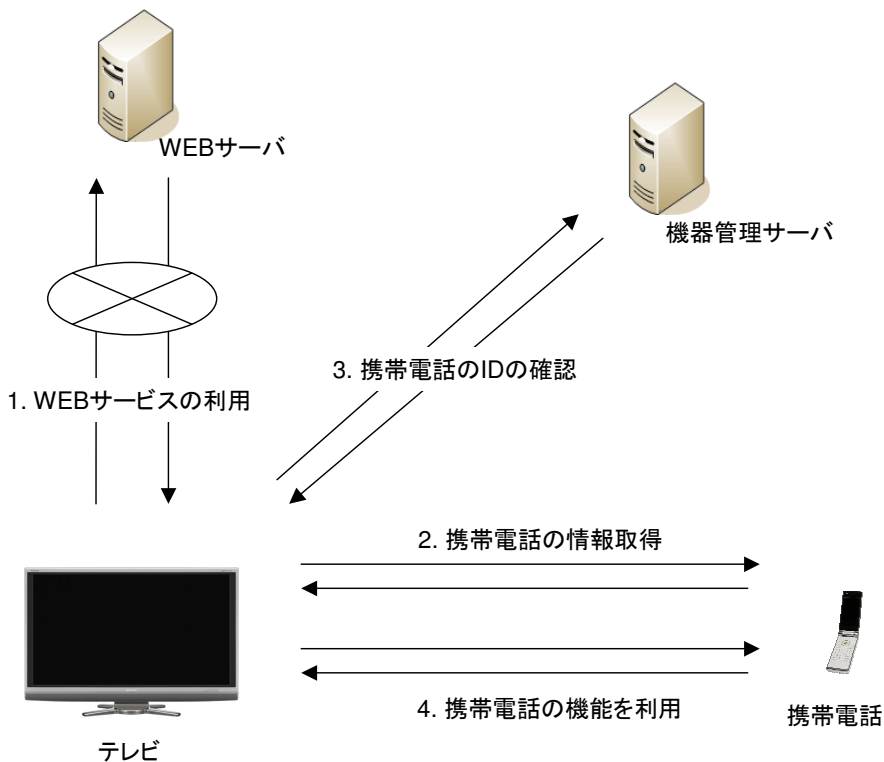 WEBサーバ
機器管理サーバ
3. 携帯電話のIDの確認
1. WEBサービスの利用
2. 携帯電話の情報取得
4. 携帯電話の機能を利用
携帯電話
テレビ